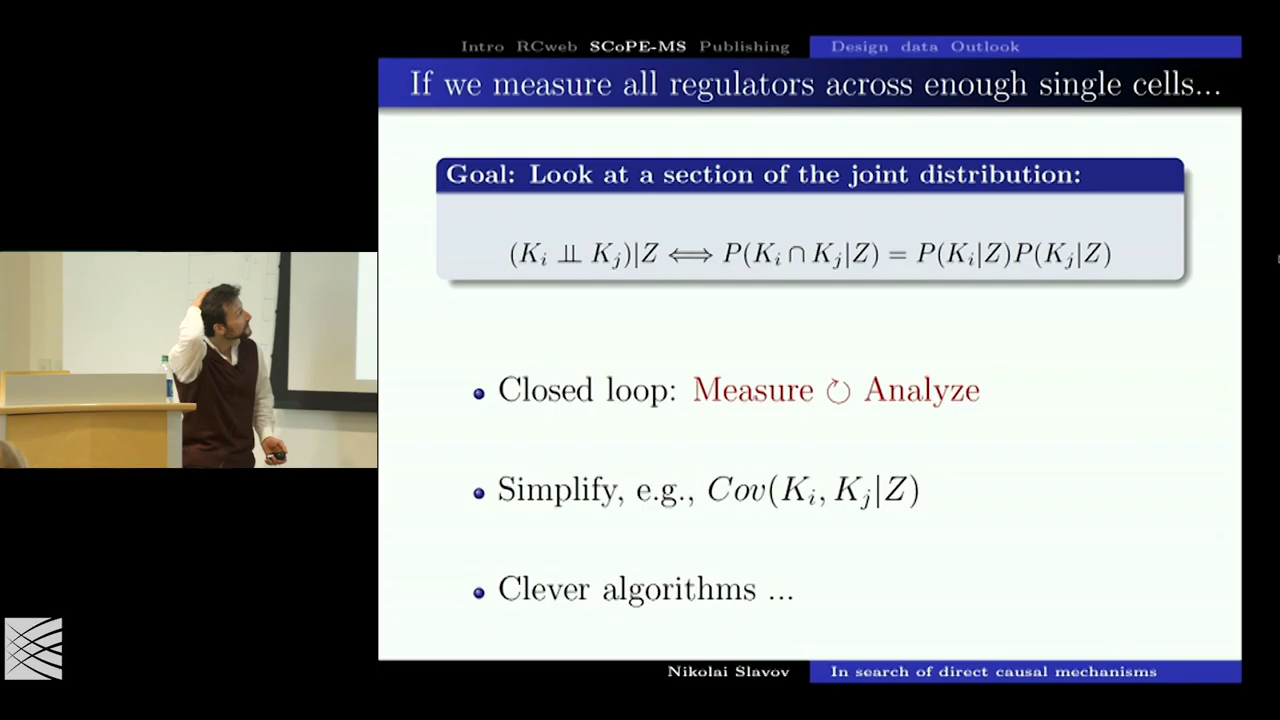 Intro RCweb SCoPE-MS Publishing Design data Outlook
If we measure all regulators across enough single cells...
Goal: Look at a section of the joint distribution:
(K_i ⫫ K_j)|Z ⟺ P(K_i ∩ K_j|Z) = P(K_i|Z)P(K_j|Z)
Closed loop: Measure ↻ Analyze
Simplify, e.g., Cov(K_i, K_j|Z)
Clever algorithms ...
Nikolai Slavov In search of direct causal mechanisms